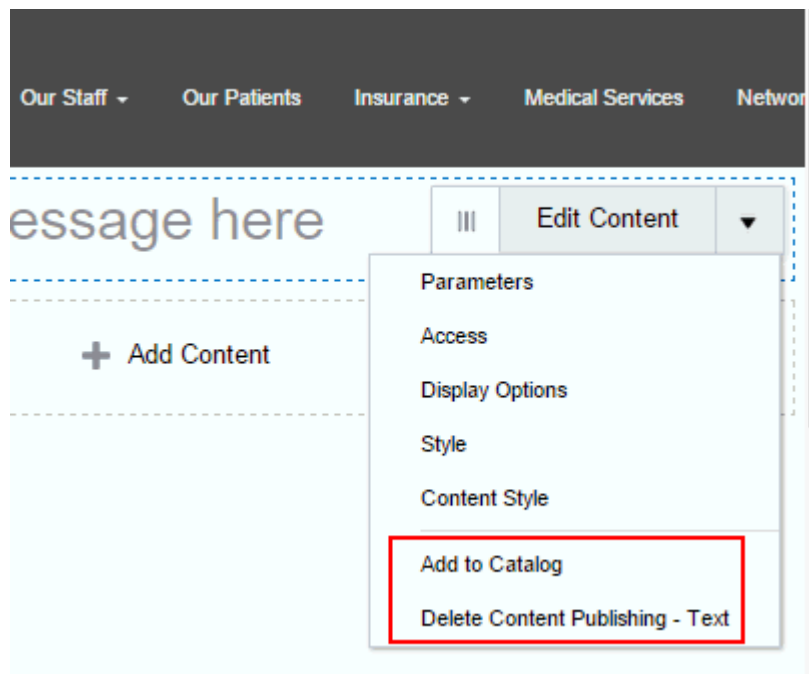 Our Staff Our Patients Insurance Medical Services Networ
essage here
Edit Content
Parameters
Access
Add Content
Display Options
Style
Content Style
Add to Catalog
Delete Content Publishing - Text